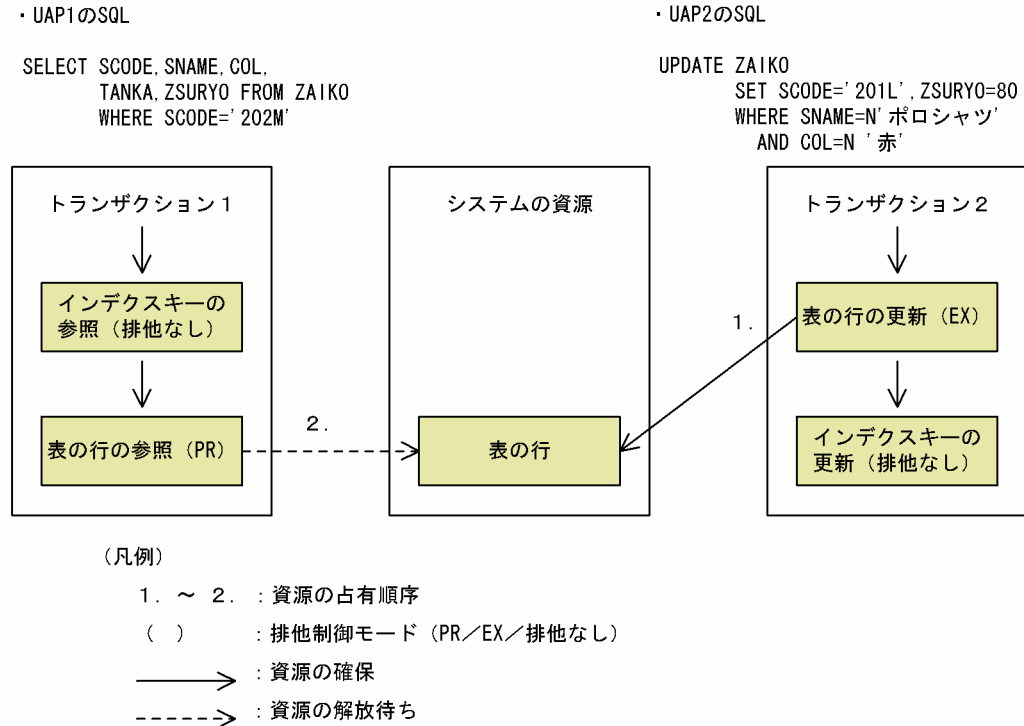 ・UAP1のSQL
SELECT SCODE,SNAME,COL,
TANKA,ZSURYO FROM ZAIKO
WHERE SCODE='202M'
・UAP2のSQL
UPDATE ZAIKO
SET SCODE='201L',ZSURYO=80
WHERE SNAME=N'ポロシャツ'
AND COL=N '赤'
トランザクション1
インデクスキーの
参照（排他なし）
表の行の参照（PR）
2.
システムの資源
表の行
1.
トランザクション2
表の行の更新（EX）
インデクスキーの
更新（排他なし）
（凡例）
1. ～ 2. ：資源の占有順序
（ ） ：排他制御モード（PR／EX／排他なし）
：資源の確保
：資源の解放待ち